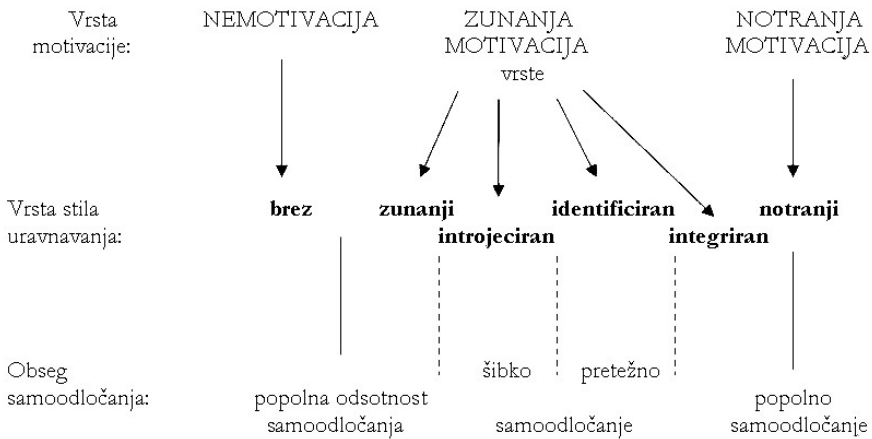 Vrsta NEMOTIVACIJA ZUNANJA NOTRANJA
motivacije: MOTIVACIJA MOTIVACIJA
vrste
Vrsta stila brez zunanji identificiran notranji
uravnavanja: introjeciran integriran
Obseg šibko pretežno
samoodločanja: popolna odsotnost popolno
samoodločanja samoodločanje samoodločanje